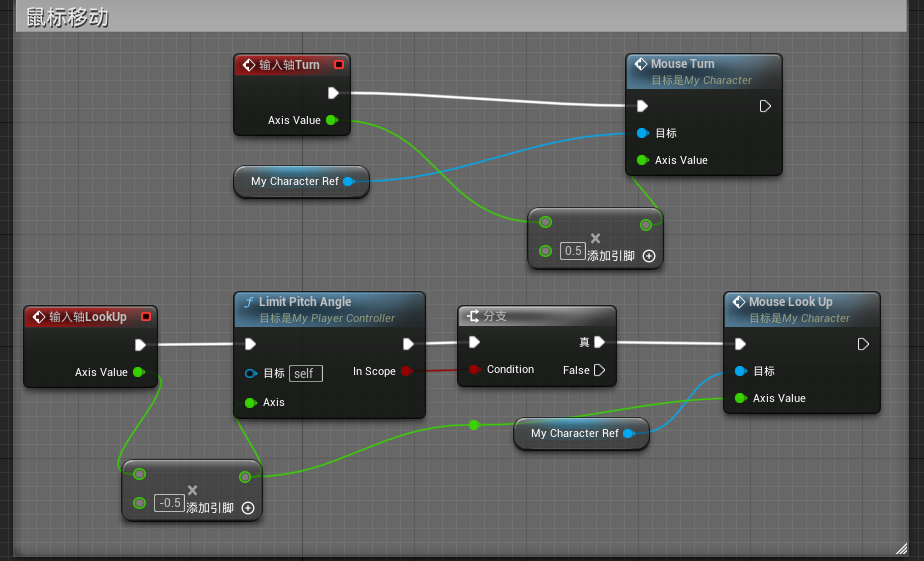 鼠标移动
输入轴Turn
Axis Value
My Character Ref
Mouse Turn
目标是My Character
目标
Axis Value
×
0.5 添加引脚
输入轴LookUp
Axis Value
f Limit Pitch Angle
目标是My Player Controller
目标 self
In Scope
Axis
分支
真
Condition
False
Mouse Look Up
目标是My Character
目标
Axis Value
My Character Ref
×
-0.5 添加引脚